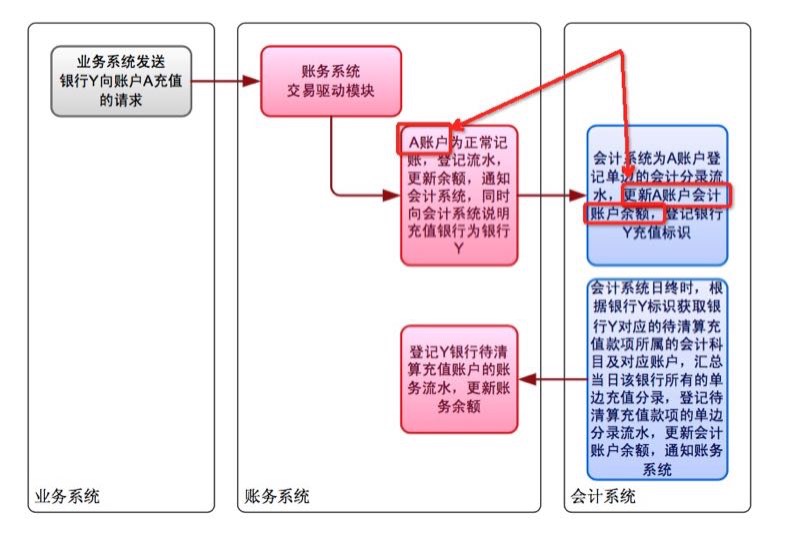 业务系统发送
银行Y向账户A充值
的请求
账务系统
交易驱动模块
A账户为正常记
账，登记流水，
更新余额，通知
会计系统，同时
向会计系统说明
充值银行为银行
Y
会计系统为A账户登
记单边的会计分录流
水，更新A账户会计
账户余额，登记银行
Y充值标识
会计系统日终时，根
据银行Y标识获取银
行Y对应的待清算充
值款项所属的会计科
目及对应账户，汇总
当日该银行所有的单
边充值分录，登记待
清算充值款项的单边
分录流水，更新会计
账户余额，通知账务
系统
登记Y银行待清
算充值账户的账
务流水，更新账
务余额
业务系统
账务系统
会计系统